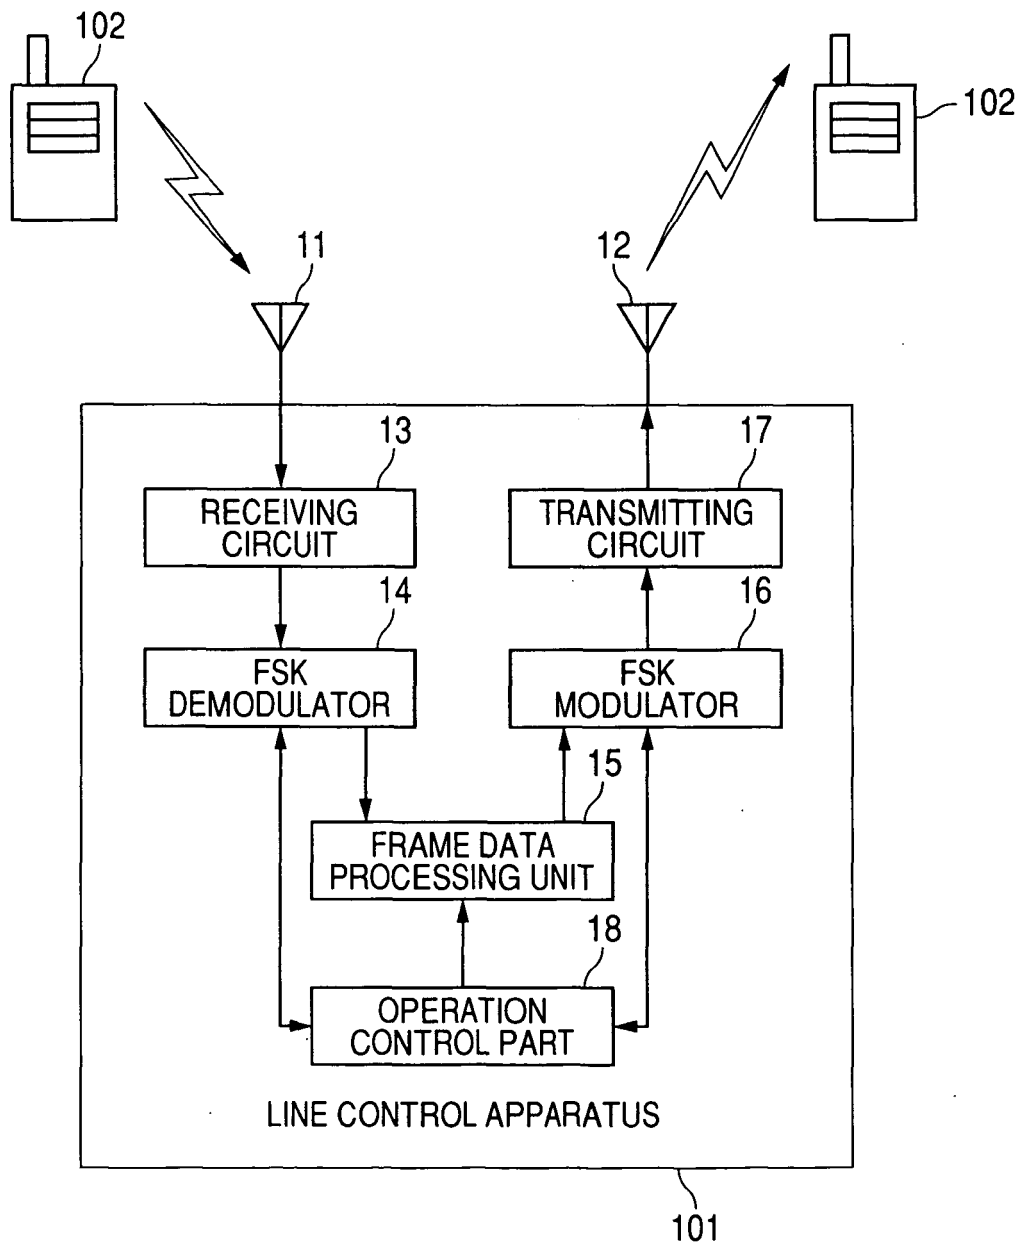 102
102
11
12
13
17
RECEIVING
CIRCUIT
TRANSMITTING
CIRCUIT
14
16
FSK
DEMODULATOR
FSK
MODULATOR
15
FRAME DATA
PROCESSING UNIT
18
OPERATION
CONTROL PART
LINE CONTROL APPARATUS
101